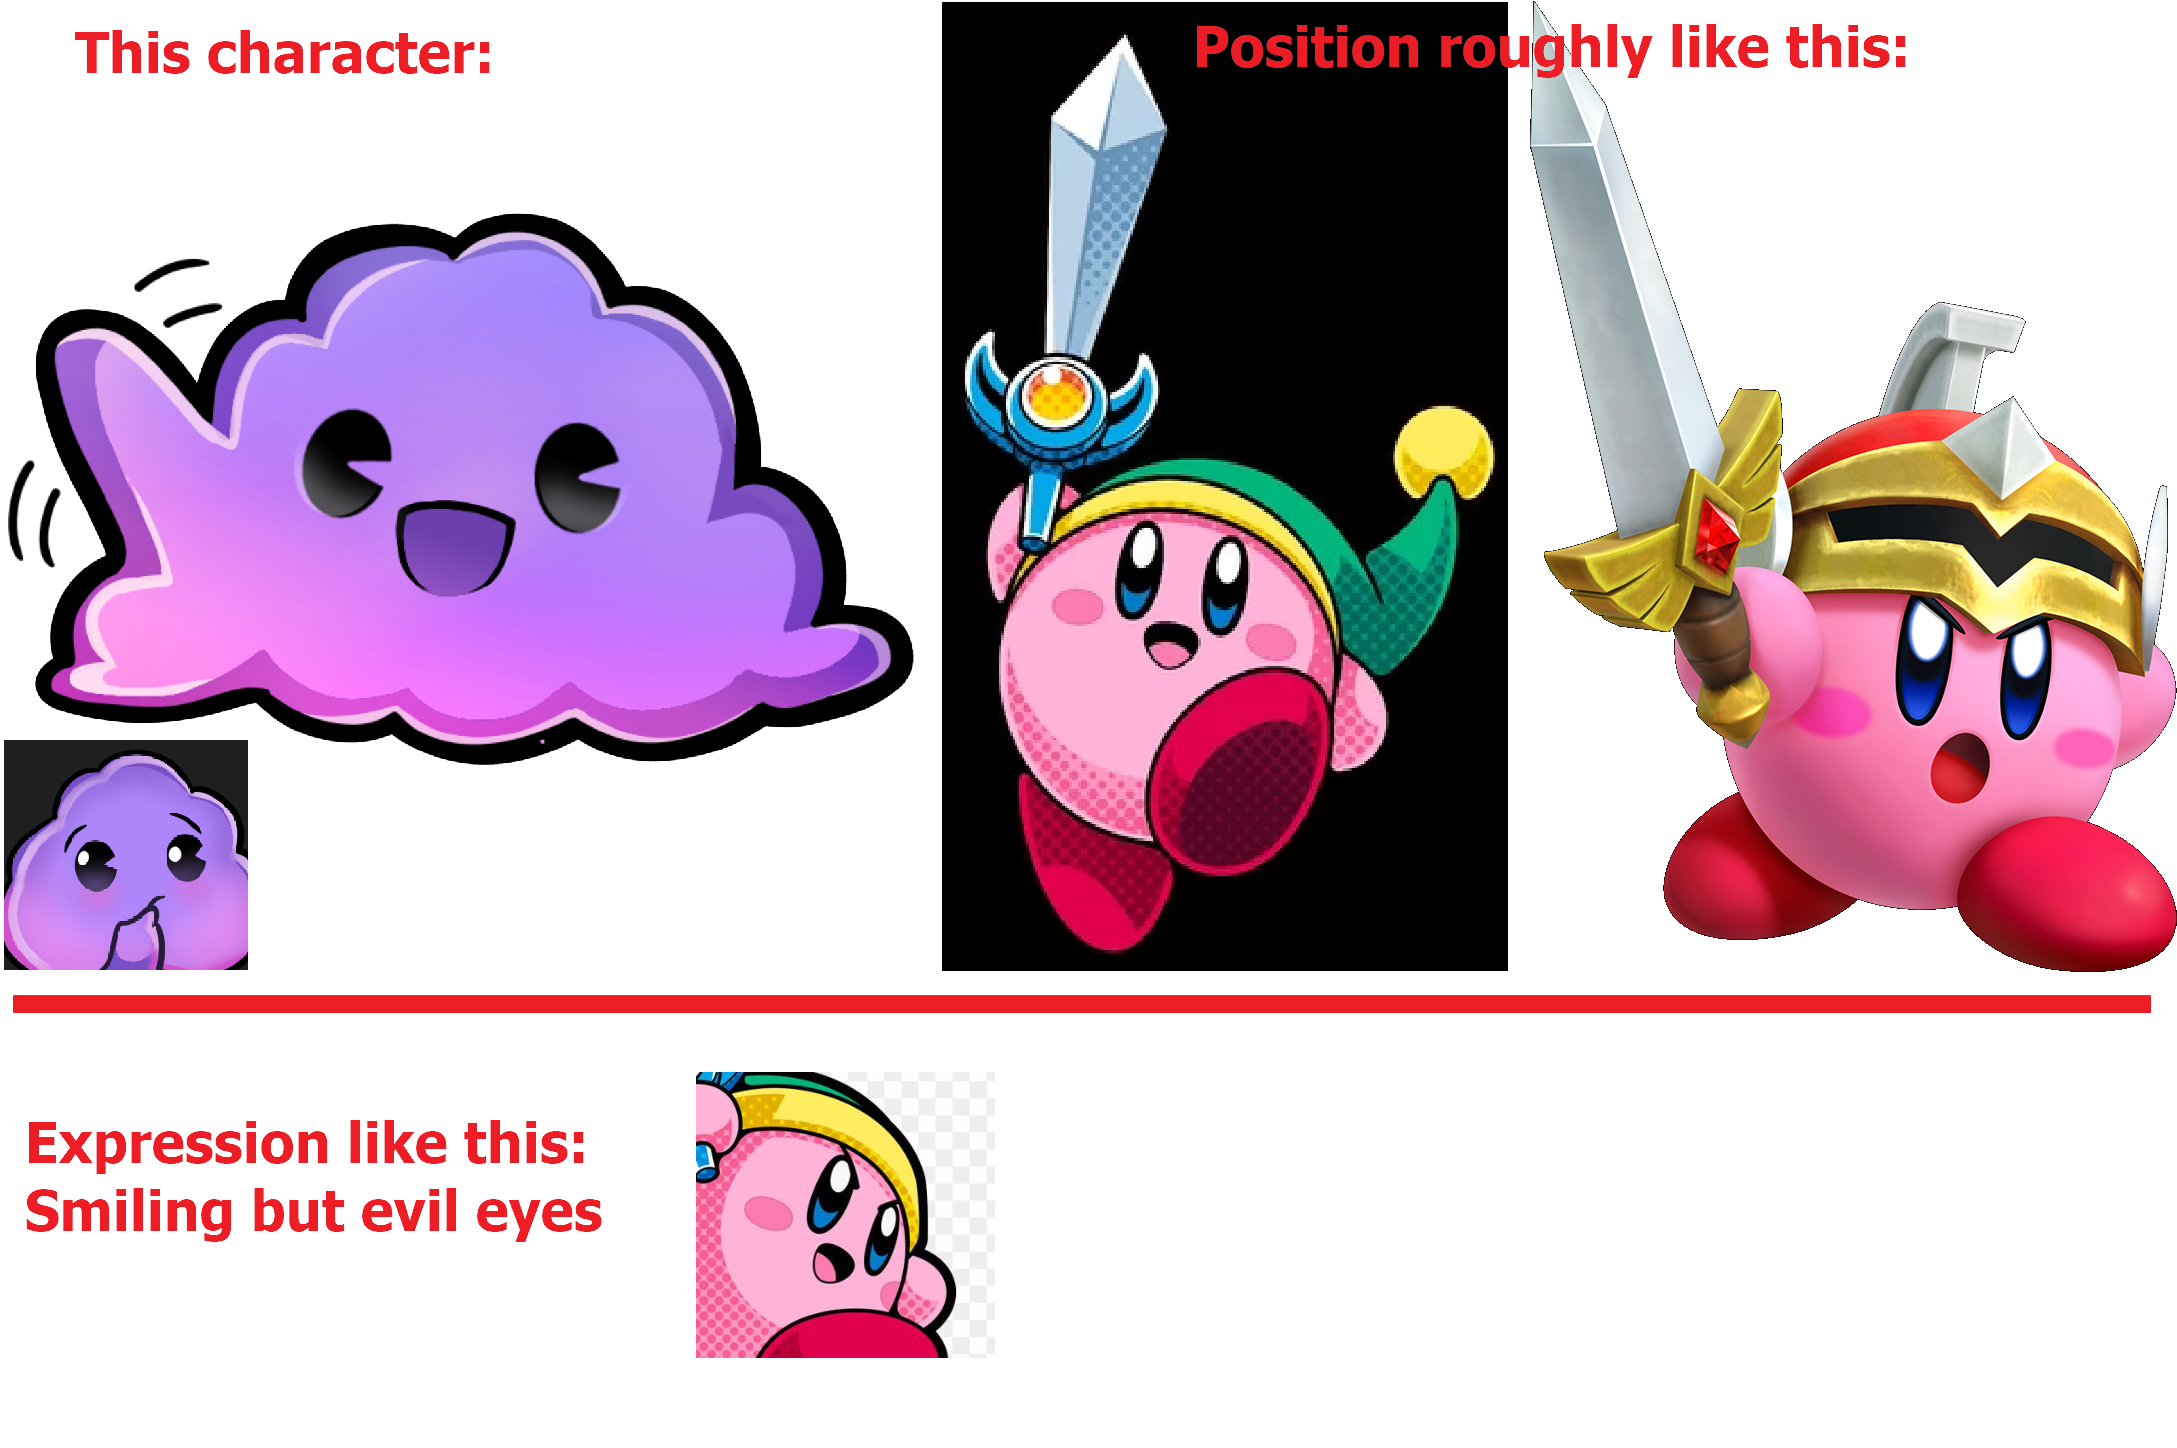 This character:
Position roughly like this:
Expression like this:
Smiling but evil eyes